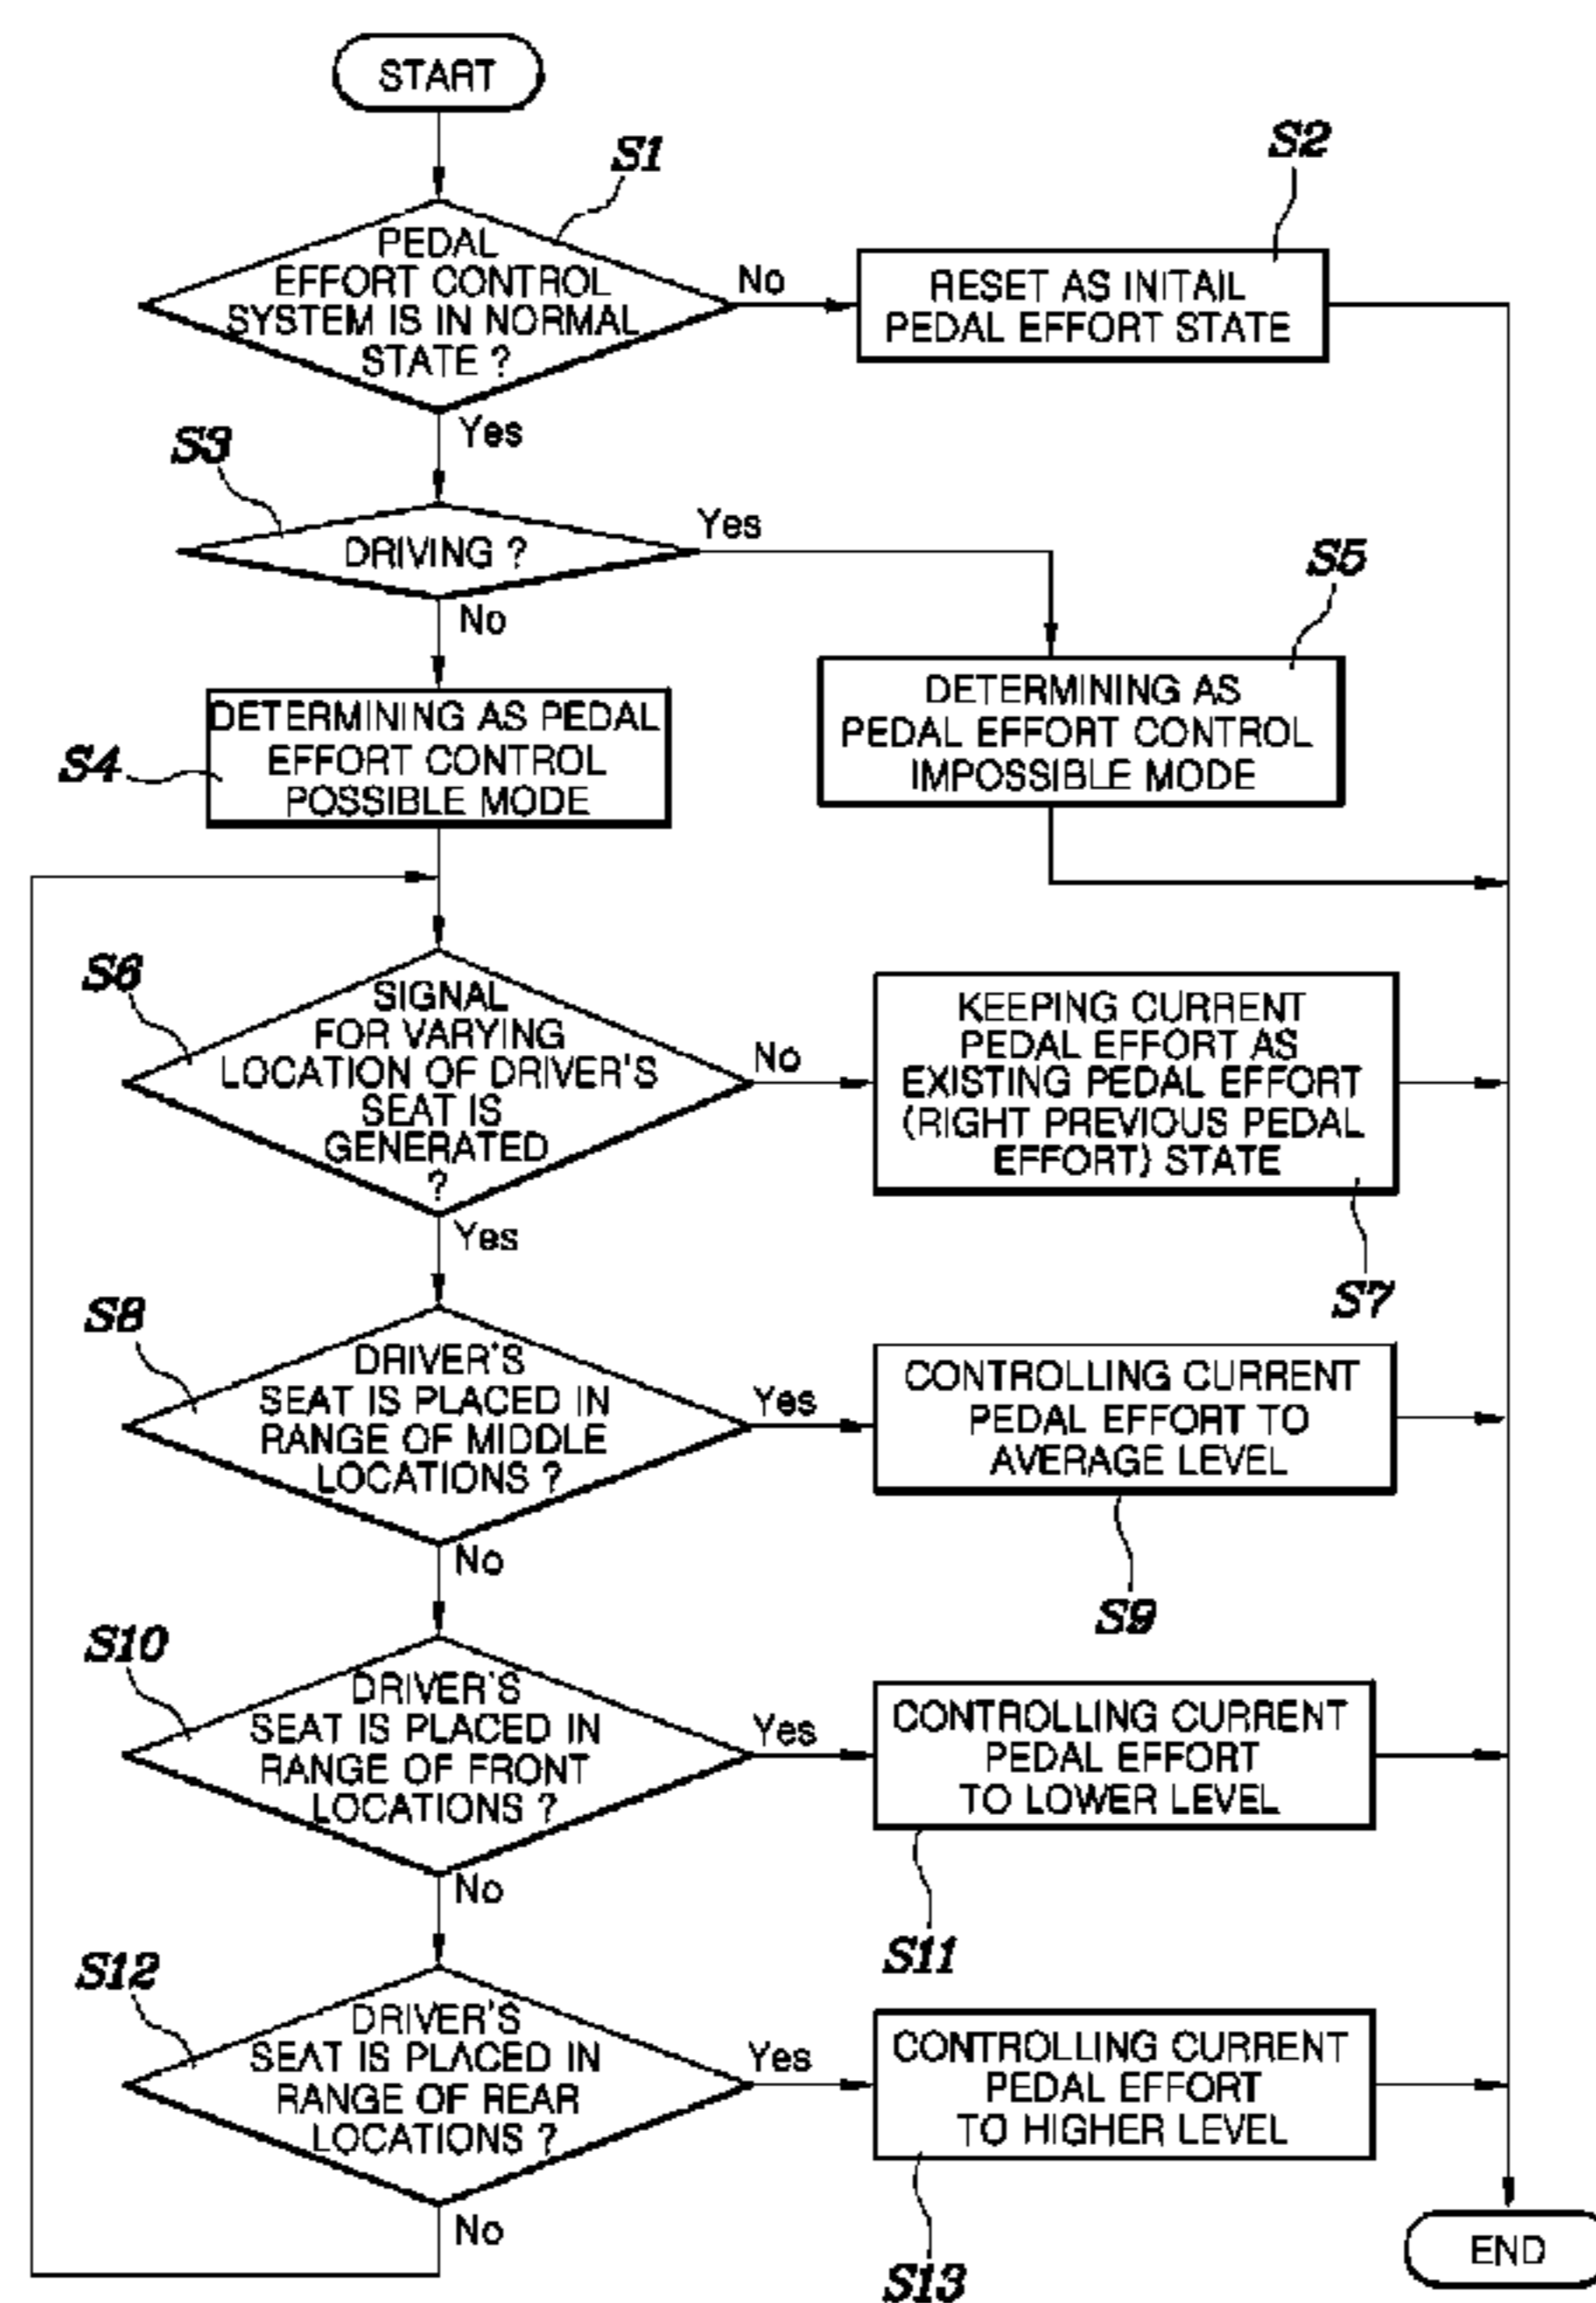 START
S1
S2
PEDAL
EFFORT CONTROL
SYSTEM IS IN NORMAL
STATE ?
No
RESET AS INITAIL
PEDAL EFFORT STATE
Yes
S3
DRIVING ?
Yes
No
S5
DETERMINING AS
PEDAL EFFORT CONTROL
IMPOSSIBLE MODE
S4
DETERMINING AS PEDAL
EFFORT CONTROL
POSSIBLE MODE
S6
SIGNAL
FOR VARYING
LOCATION OF DRIVER'S
SEAT IS
GENERATED
?
No
KEEPING CURRENT
PEDAL EFFORT AS
EXISTING PEDAL EFFORT
(RIGHT PREVIOUS PEDAL
EFFORT) STATE
S7
Yes
S8
DRIVER'S
SEAT IS PLACED IN
RANGE OF MIDDLE
LOCATIONS ?
Yes
CONTROLLING CURRENT
PEDAL EFFORT TO
AVERAGE LEVEL
S9
No
S10
DRIVER'S
SEAT IS PLACED IN
RANGE OF FRONT
LOCATIONS ?
Yes
CONTROLLING CURRENT
PEDAL EFFORT
TO LOWER LEVEL
S11
No
S12
DRIVER'S
SEAT IS PLACED IN
RANGE OF REAR
LOCATIONS ?
Yes
CONTROLLING CURRENT
PEDAL EFFORT
TO HIGHER LEVEL
S13
No
END